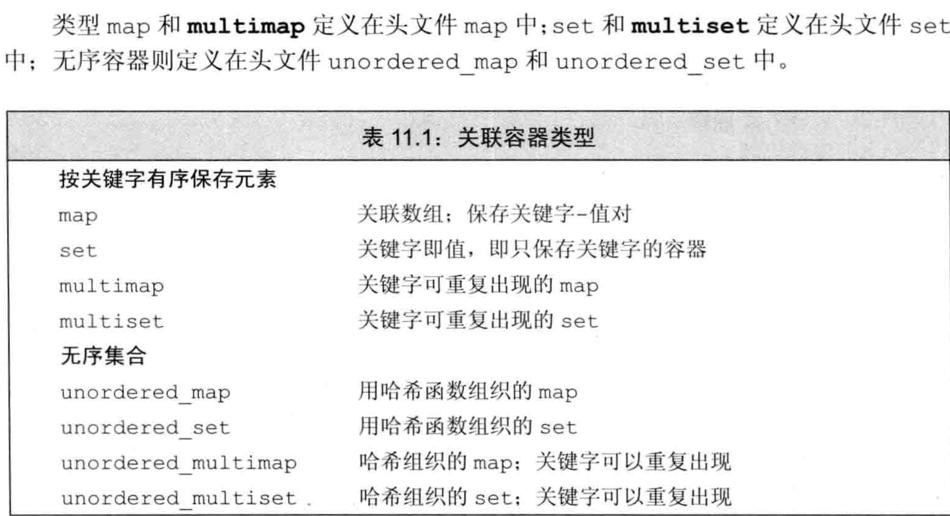 类型 map 和 multimap 定义在头文件 map 中;set 和 multiset 定义在头文件 set
中；无序容器则定义在头文件 unordered_map 和 unordered_set 中。
表 11.1：关联容器类型
按关键字有序保存元素
map 关联数组；保存关键字-值对
set 关键字即值，即只保存关键字的容器
multimap 关键字可重复出现的 map
multiset 关键字可重复出现的 set
无序集合
unordered_map 用哈希函数组织的 map
unordered_set 用哈希函数组织的 set
unordered_multimap 哈希组织的 map；关键字可以重复出现
unordered_multiset 哈希组织的 set；关键字可以重复出现